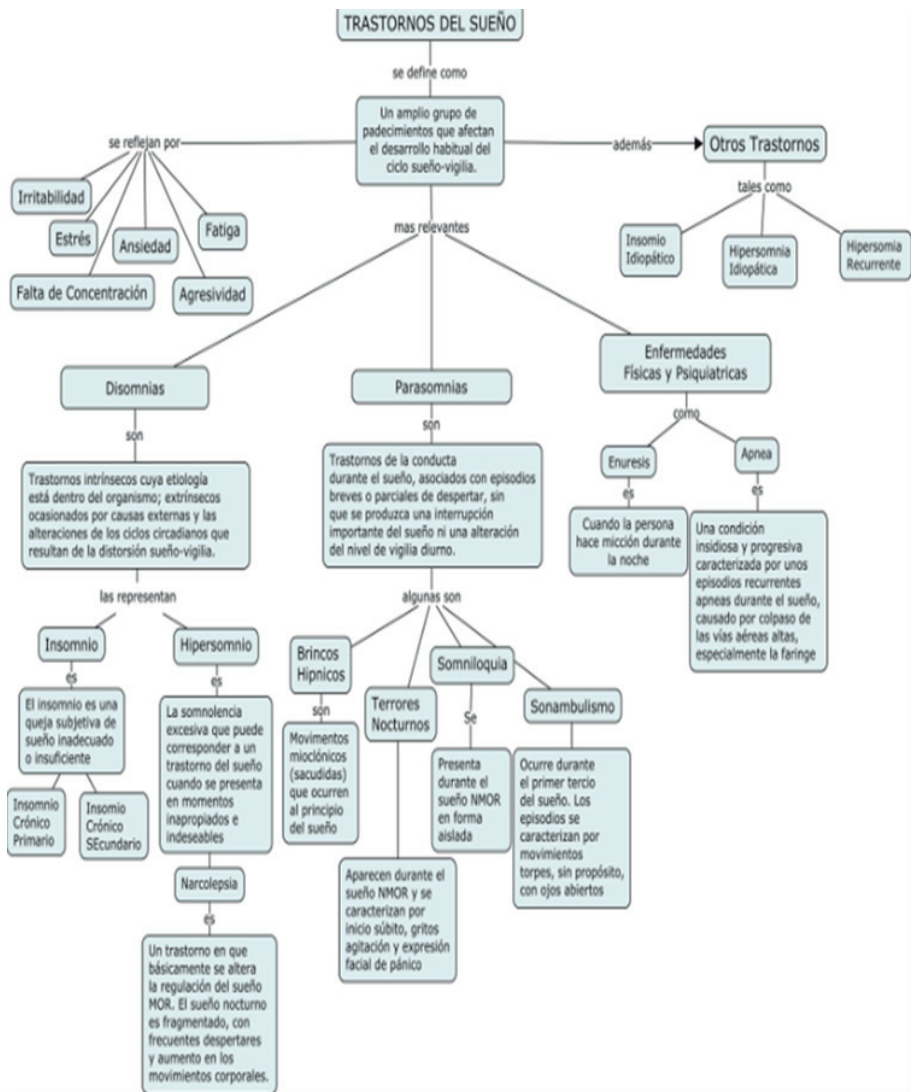 TRASTORNOS DEL SUEÑO
se define como
Un amplio grupo de
padecimientos que afectan
el desarrollo habitual del
ciclo sueño-vigilia.
se reflejan por
Irritabilidad
Estrés
Ansiedad
Fatiga
Falta de Concentración
Agresividad
además
Otros Trastornos
tales como
Insomio
Idiopático
Hipersomnia
Idiopática
Hipersomia
Recurrente
mas relevantes
Disomnias
son
Trastornos intrínsecos cuya etiología
está dentro del organismo; extrínsecos
ocasionados por causas externas y las
alteraciones de los ciclos circadianos que
resultan de la distorsión sueño-vigilia.
las representan
Insomnio
es
El insomnio es una
queja subjetiva de
sueño inadecuado
o insuficiente
Insomnio
Crónico
Primario
Insomio
Crónico
SEcundario
Hipersomnio
es
La somnolencia
excesiva que puede
corresponder a un
trastorno del sueño
cuando se presenta
en momentos
inapropiados e
indeseables
Narcolepsia
es
Un trastorno en que
básicamente se altera
la regulación del sueño
MOR. El sueño nocturno
es fragmentado, con
frecuentes despertares
y aumento en los
movimientos corporales.
Parasomnias
son
Trastornos de la conducta
durante el sueño, asociados con episodios
breves o parciales de despertar, sin
que se produzca una interrupción
importante del sueño ni una alteración
del nivel de vigilia diurno.
algunas son
Brincos
Hipnicos
son
Movimentos
mioclónicos
(sacudidas)
que ocurren
al principio
del sueño
Terrores
Nocturnos
Aparecen durante el
sueño NMOR y se
caracterizan por
inicio súbito, gritos
agitación y expresión
facial de pánico
Somniloquia
Se
Presenta
durante el
sueño NMOR
en forma
aislada
Sonambulismo
Ocurre durante
el primer tercio
del sueño. Los
episodios se
caracterizan por
movimientos
torpes, sin propósito,
con ojos abiertos
Enfermedades
Físicas y Psiquiatricas
como
Enuresis
es
Cuando la persona
hace micción durante
la noche
Apnea
es
Una condición
insidiosa y progresiva
caracterizada por unos
episodios recurrentes
apneas durante el sueño,
causado por colpaso de
las vías aéreas altas,
especialmente la faringe